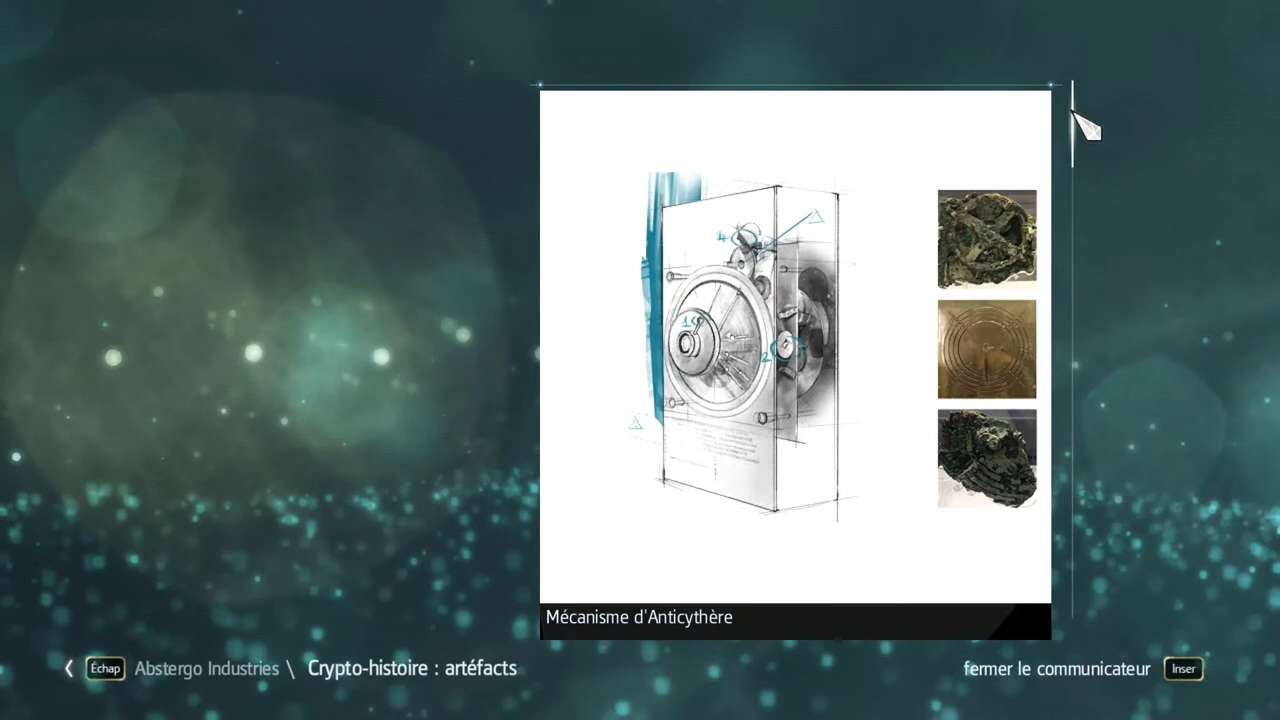 Mécanisme d'Anticythère
Échap Abstergo Industries \ Crypto-histoire : artéfacts
fermer le communicateur Inser